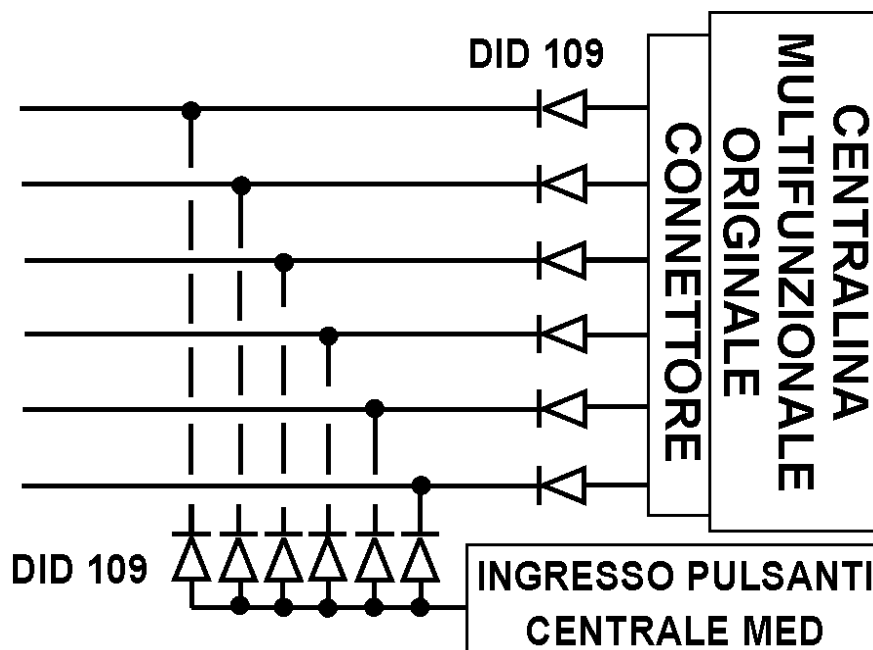 DID 109
CONNETTORE
CENTRALINA
MULTIFUNZIONALE
ORIGINALE
DID 109
INGRESSO PULSANTI
CENTRALE MED